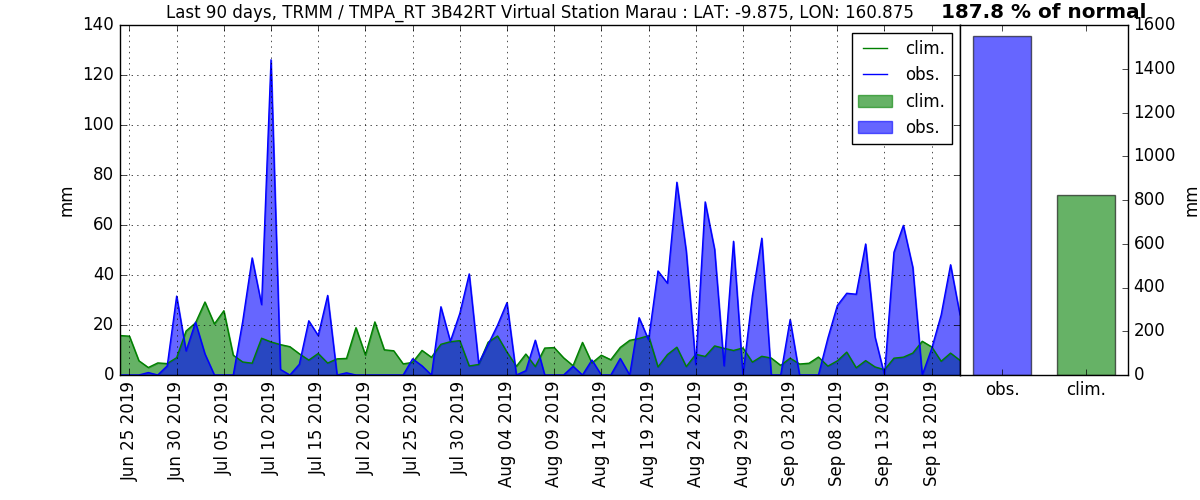 Last 90 days, TRMM / TMPA_RT 3B42RT Virtual Station Marau : LAT: -9.875, LON: 160.875
187.8 % of normal
140
120
100
80
60
40
20
0
mm
clim.
obs.
clim.
obs.
Jun 25 2019
Jun 30 2019
Jul 05 2019
Jul 10 2019
Jul 15 2019
Jul 20 2019
Jul 25 2019
Jul 30 2019
Aug 04 2019
Aug 09 2019
Aug 14 2019
Aug 19 2019
Aug 24 2019
Aug 29 2019
Sep 03 2019
Sep 08 2019
Sep 13 2019
Sep 18 2019
1600
1400
1200
1000
800
600
400
200
0
mm
obs.
clim.